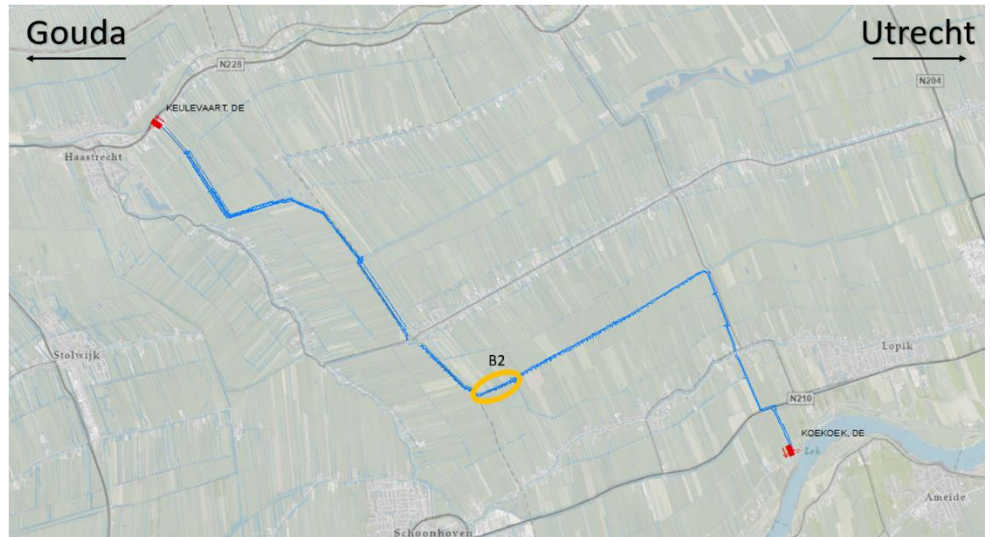 Gouda
Utrecht
N228
N204
KEULEVAART, DE
Haastrecht
B2
Stolwijk
Lopik
N210
KOEKOEK, DE
Lek
Ameide
Schoonhoven